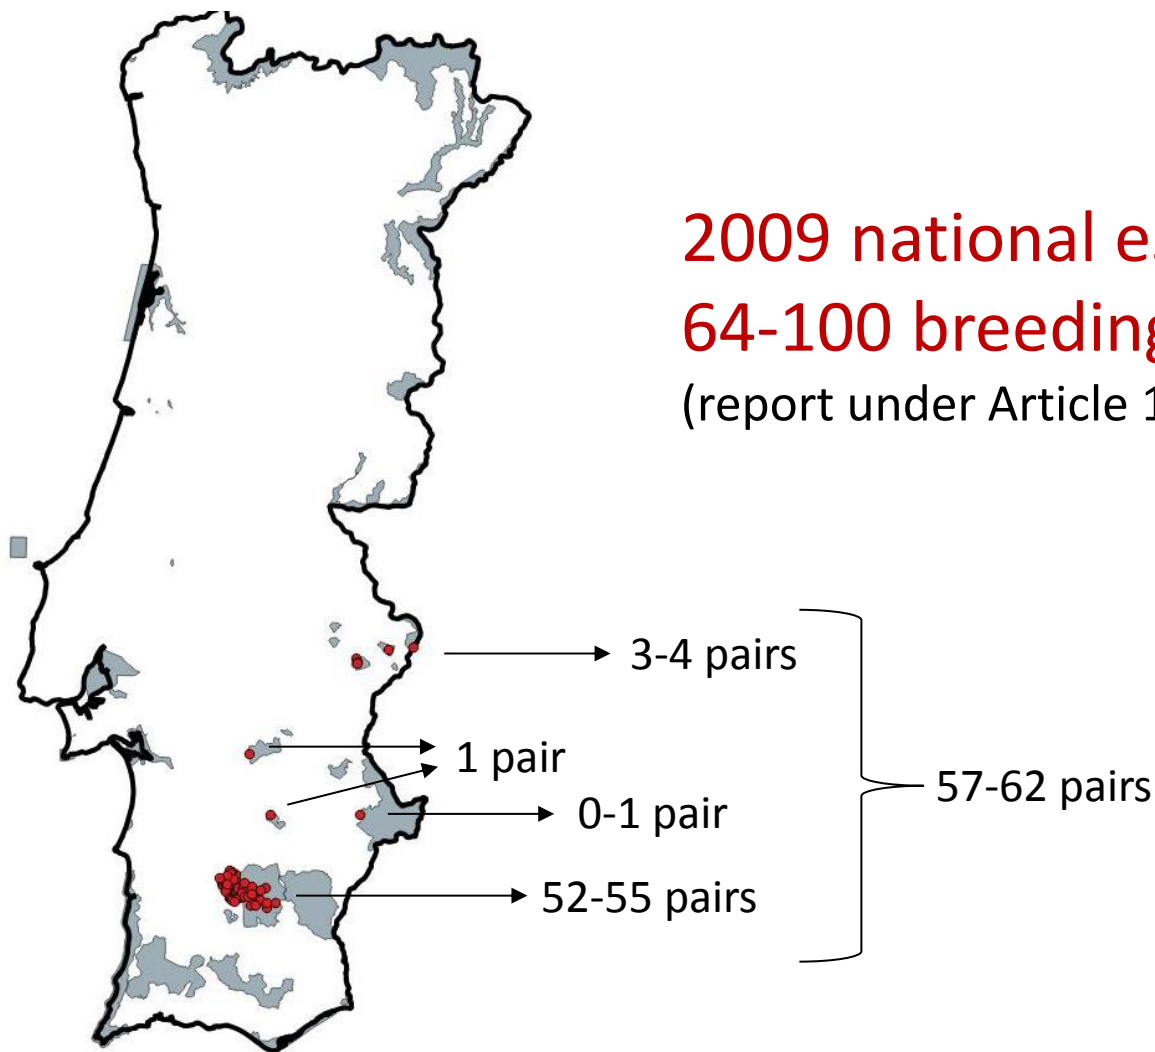 2009 national e
64-100 breeding
(report under Article 1
3-4 pairs
1 pair
0-1 pair
57-62 pairs
52-55 pairs